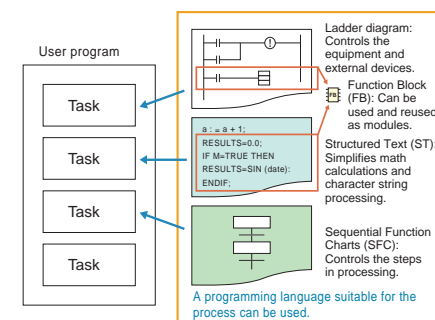 User program
Task
Task
Task
Task
a : = a + 1;
RESULTS=0.0;
IF M=TRUE THEN
RESULTS=SIN (date):
ENDIF;
Ladder diagram:
Controls the
equipment and
external devices.
FB
Function Block
(FB): Can be
used and reused
as modules.
Structured Text (ST):
Simplifies math
calculations and
character string
processing.
Sequential Function
Charts (SFC):
Controls the steps
in processing.
A programming language suitable for the
process can be used.